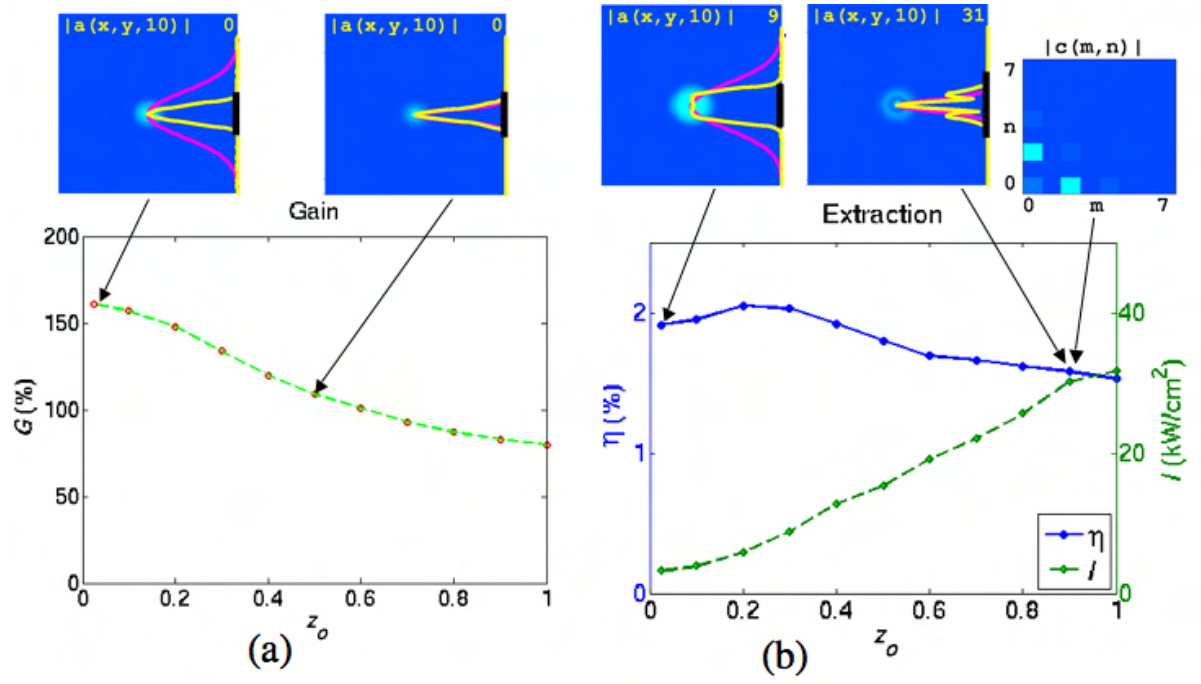 |a(x,y,10)| 0
|a(x,y,10)| 0
Gain
200
150
100
50
0
G (%)
0 0.2 0.4 0.6 0.8 1
z_o
(a)
|a(x,y,10)| 9
|a(x,y,10)| 31
|c(m,n)|
7
n
0
0 m 7
Extraction
2
1
0
η (%)
40
20
0
I (kW/cm²)
η
I
0 0.2 0.4 0.6 0.8 1
z_o
(b)